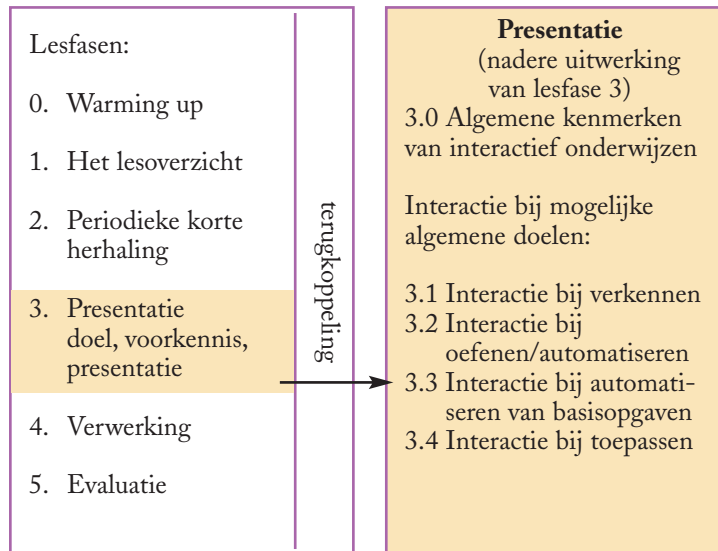 Lesfasen:
0. Warming up
1. Het lesoverzicht
2. Periodieke korte
herhaling
3. Presentatie
doel, voorkennis,
presentatie
4. Verwerking
5. Evaluatie
terugkoppeling
Presentatie
(nadere uitwerking
van lesfase 3)
3.0 Algemene kenmerken
van interactief onderwijzen
Interactie bij mogelijke
algemene doelen:
3.1 Interactie bij verkennen
3.2 Interactie bij
oefenen/automatiseren
3.3 Interactie bij automati-
seren van basisopgaven
3.4 Interactie bij toepassen